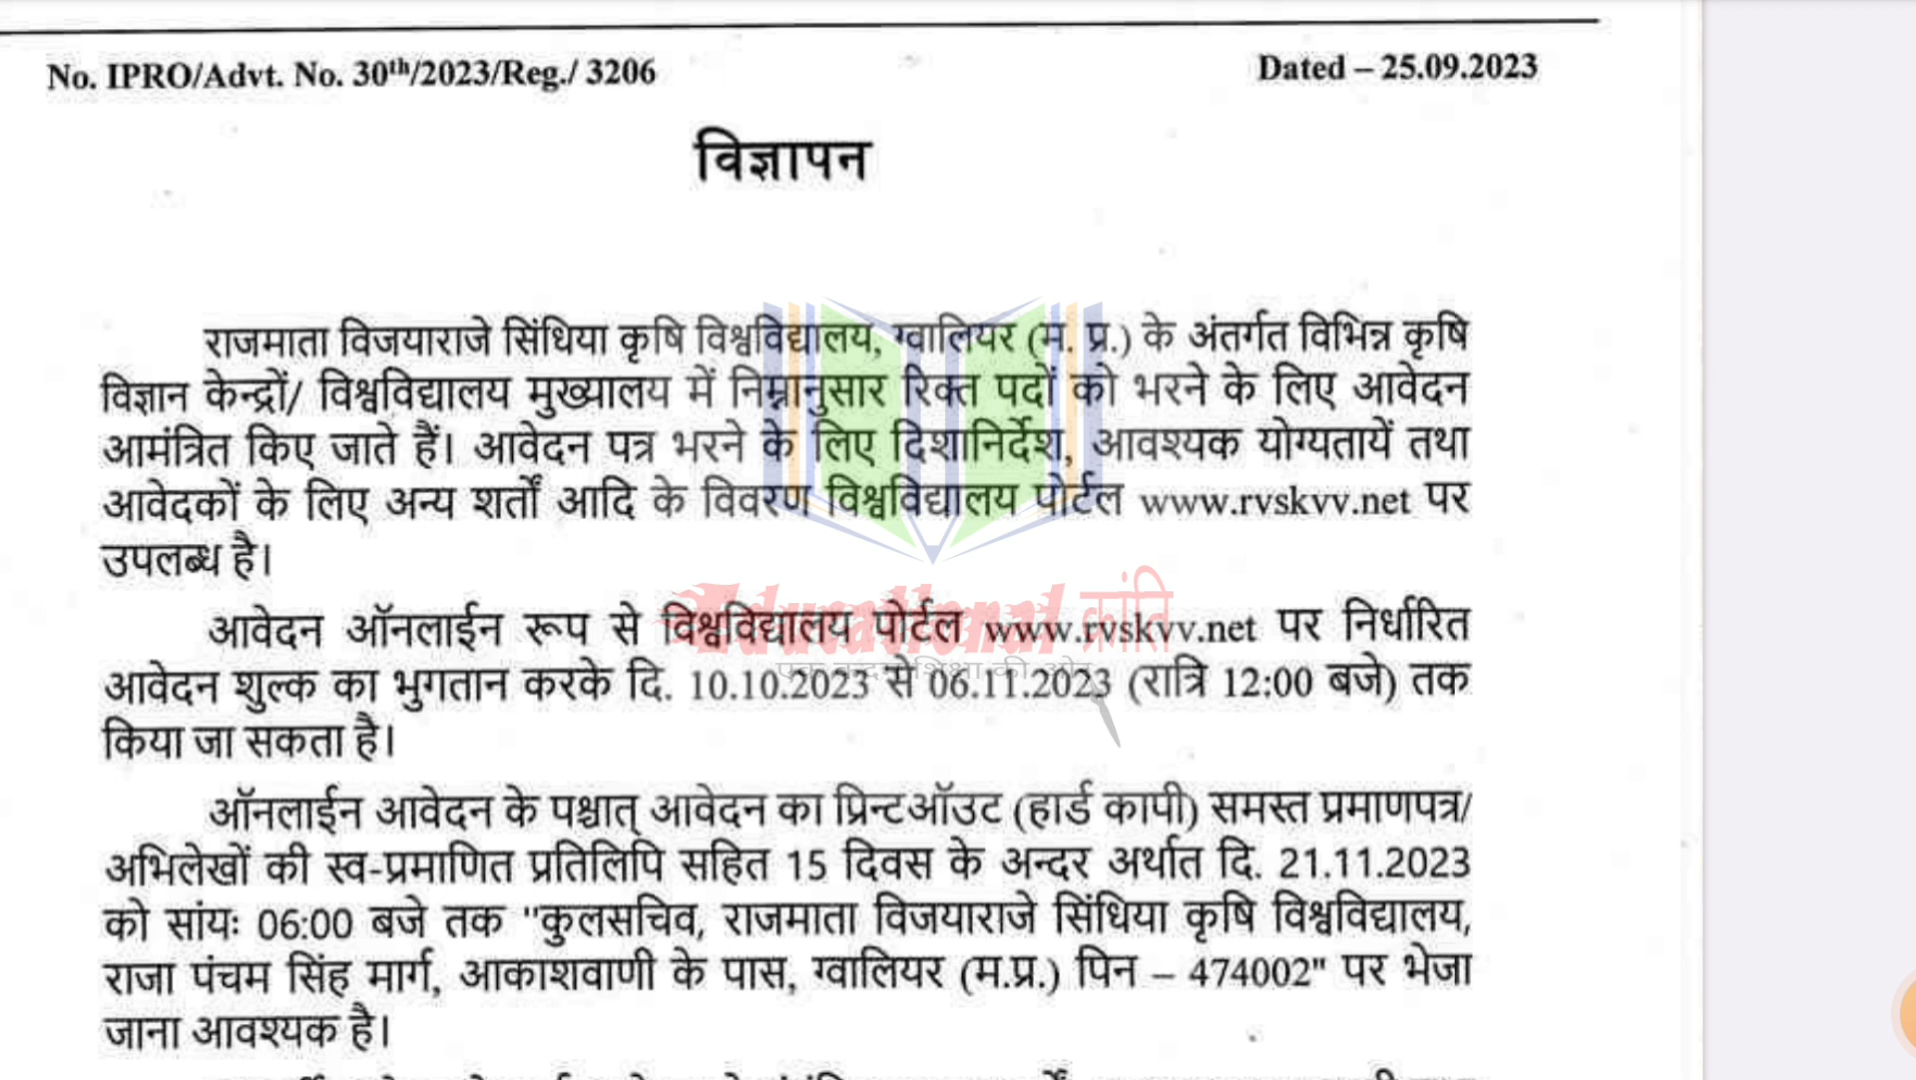 No. IPRO/Advt. No. 30th/2023/Reg./ 3206
Dated – 25.09.2023
विज्ञापन
राजमाता विजयाराजे सिंधिया कृषि विश्वविद्यालय, ग्वालियर (म. प्र.) के अंतर्गत विभिन्न कृषि
विज्ञान केन्द्रों/ विश्वविद्यालय मुख्यालय में निम्नानुसार रिक्त पदों को भरने के लिए आवेदन
आमंत्रित किए जाते हैं। आवेदन पत्र भरने के लिए दिशानिर्देश, आवश्यक योग्यतायें तथा
आवेदकों के लिए अन्य शर्तों आदि के विवरण विश्वविद्यालय पोर्टल www.rvskvv.net पर
उपलब्ध है।
Educational क्रांति
एक कदम शिक्षा की ओर
आवेदन ऑनलाईन रूप से विश्वविद्यालय पोर्टल www.rvskvv.net पर निर्धारित
आवेदन शुल्क का भुगतान करके दि. 10.10.2023 से 06.11.2023 (रात्रि 12:00 बजे) तक
किया जा सकता है।
ऑनलाईन आवेदन के पश्चात् आवेदन का प्रिन्टऑउट (हार्ड कापी) समस्त प्रमाणपत्र/
अभिलेखों की स्व-प्रमाणित प्रतिलिपि सहित 15 दिवस के अन्दर अर्थात दि. 21.11.2023
को सांयः 06:00 बजे तक "कुलसचिव, राजमाता विजयाराजे सिंधिया कृषि विश्वविद्यालय,
राजा पंचम सिंह मार्ग, आकाशवाणी के पास, ग्वालियर (म.प्र.) पिन – 474002" पर भेजा
जाना आवश्यक है।